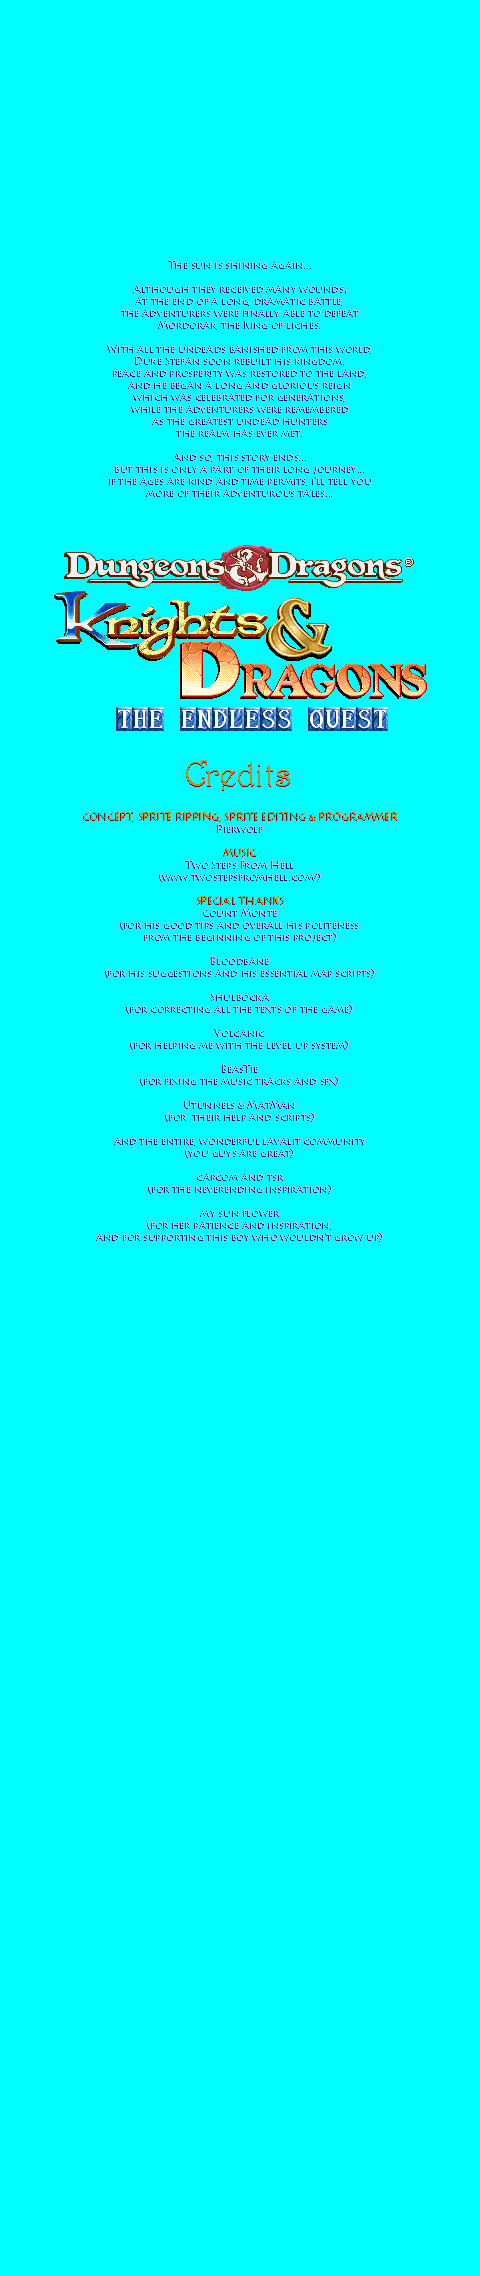 The sun is shining again...
Although they received many wounds,
at the end of a long, dramatic battle,
the adventurers were finally able to defeat
Mordorak, the King of liches.
With all the undeads banished from this world,
Duke Stefan soon rebuilt his kingdom.
peace and prosperity was restored to the land,
and he began a long and glorious reign
which was celebrated for generations,
while the adventurers were remembered
as the greatest undead hunters
the realm has ever met.
And so, this story ends...
but this is only a part of their long journey...
if the ages are kind and time permits, i'll tell you
more of their adventurous tales...
Dungeons & Dragons®
Knights &
Dragons
THE ENDLESS QUEST
Credits
CONCEPT, SPRITE RIPPING, SPRITE EDITING & PROGRAMMER
Pierwolf
MUSIC
Two Steps From Hell
(www.twostepsfromhell.com/)
SPECIAL THANKS
Count Monte
(for his good tips and overall his politeness
from the beginning of this project)
Bloodbane
(for his suggestions and his essential map scripts)
Shulbocka
(for correcting all the texts of the game)
Volcanic
(for helping me with the level up system)
BeasTie
(for fixing the music tracks and sfx)
Utunnels & MatMan
(for their help and scripts)
and the entire, wonderful lavalit community
(you guys are great)
capcom and tsr
(for the neverending inspiration)
my sun flower
(for her patience and inspiration,
and for supporting this boy who wouldn't grow up)